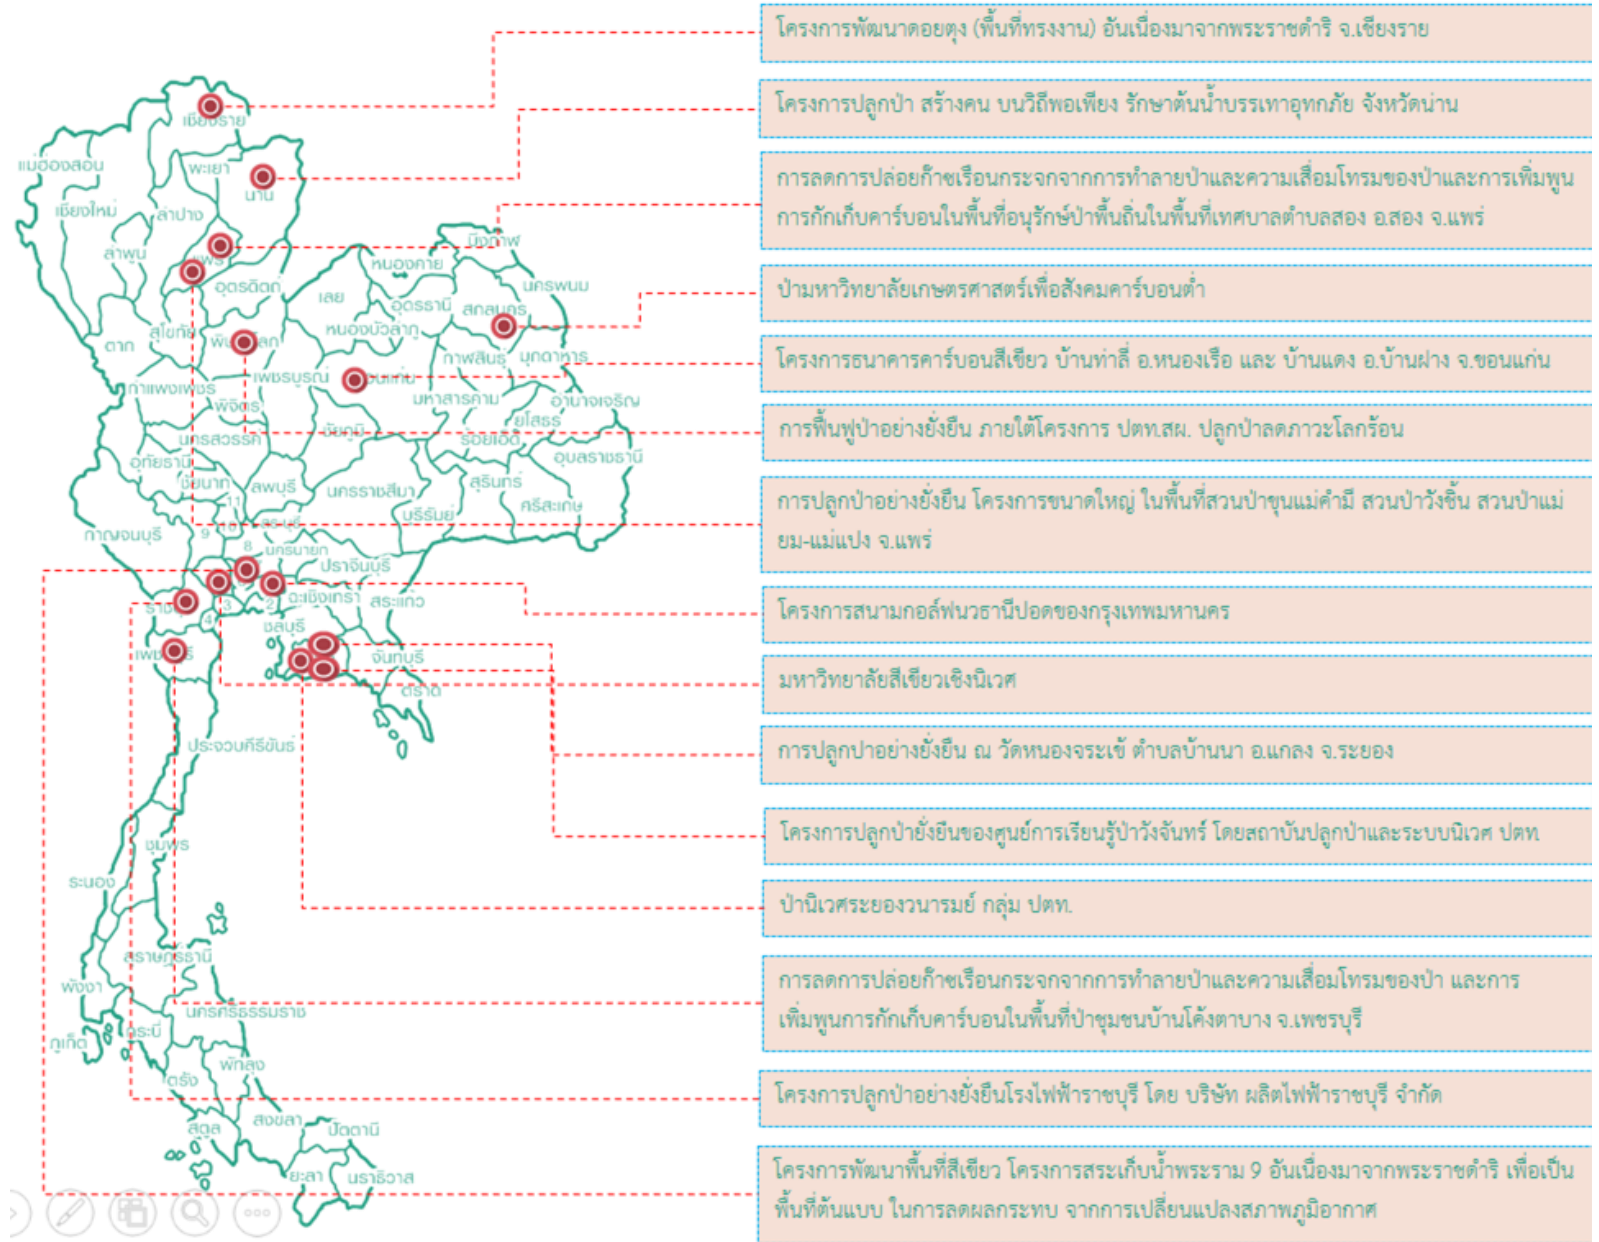 โครงการพัฒนาดอยตุง (พื้นที่ทรงงาน) อันเนื่องมาจากพระราชดำริ จ.เชียงราย
โครงการปลูกป่า สร้างคน บนวิถีพอเพียง รักษาต้นน้ำบรรเทาอุทกภัย จังหวัดน่าน
การลดการปล่อยก๊าซเรือนกระจกจากการทำลายป่าและความเสื่อมโทรมของป่าและการเพิ่มพูน
การกักเก็บคาร์บอนในพื้นที่อนุรักษ์ป่าพื้นถิ่นในพื้นที่เทศบาลตำบลสอง อ.สอง จ.แพร่
ป่ามหาวิทยาลัยเกษตรศาสตร์เพื่อสังคมคาร์บอนต่ำ
โครงการธนาคารคาร์บอนสีเขียว บ้านท่าลี่ อ.หนองเรือ และ บ้านแดง อ.บ้านฝาง จ.ขอนแก่น
การฟื้นฟูป่าอย่างยั่งยืน ภายใต้โครงการ ปตท.สผ. ปลูกป่าลดภาวะโลกร้อน
การปลูกป่าอย่างยั่งยืน โครงการขนาดใหญ่ ในพื้นที่สวนป่าขุนแม่คำมี สวนป่าวังชิ้น สวนป่าแม่
ยม-แม่แปง จ.แพร่
โครงการสนามกอล์ฟนวธานีปอดของกรุงเทพมหานคร
มหาวิทยาลัยสีเขียวเชิงนิเวศ
การปลูกป่าอย่างยั่งยืน ณ วัดหนองจระเข้ ตำบลบ้านนา อ.แกลง จ.ระยอง
โครงการปลูกป่ายั่งยืนของศูนย์การเรียนรู้ป่าวังจันทร์ โดยสถาบันปลูกป่าและระบบนิเวศ ปตท.
ป่านิเวศระยองวนารมย์ กลุ่ม ปตท.
การลดการปล่อยก๊าซเรือนกระจกจากการทำลายป่าและความเสื่อมโทรมของป่า และการ
เพิ่มพูนการกักเก็บคาร์บอนในพื้นที่ป่าชุมชนบ้านโค้งตาบาง จ.เพชรบุรี
โครงการปลูกป่าอย่างยั่งยืนโรงไฟฟ้าราชบุรี โดย บริษัท ผลิตไฟฟ้าราชบุรี จำกัด
โครงการพัฒนาพื้นที่สีเขียว โครงการสระเก็บน้ำพระราม 9 อันเนื่องมาจากพระราชดำริ เพื่อเป็น
พื้นที่ต้นแบบ ในการลดผลกระทบ จากการเปลี่ยนแปลงสภาพภูมิอากาศ
เชียงราย
แม่ฮ่องสอน
พะเยา
น่าน
เชียงใหม่
ลำปาง
ลำพูน
แพร่
อุตรดิตถ์
บึงกาฬ
หนองคาย
เลย
อุดรธานี
นครพนม
สกลนคร
หนองบัวลำภู
สุโขทัย
ตาก
กาฬสินธุ์
มุกดาหาร
เพชรบูรณ์
กำแพงเพชร
พิจิตร
มหาสารคาม
อำนาจเจริญ
ยโสธร
ชัยภูมิ
ร้อยเอ็ด
นครสวรรค์
อุบลราชธานี
อุทัยธานี
ชัยนาท
ลพบุรี
นครราชสีมา
สุรินทร์
บุรีรัมย์
ศรีสะเกษ
11
10
สระบุรี
9
กาญจนบุรี
8
นครนายก
ปราจีนบุรี
ฉะเชิงเทรา
สระแก้ว
3
2
4
ชลบุรี
จันทบุรี
ตราด
ประจวบคีรีขันธ์
ชุมพร
ระนอง
สุราษฎร์ธานี
พังงา
นครศรีธรรมราช
กระบี่
ภูเก็ต
พัทลุง
ตรัง
สงขลา
สตูล
ปัตตานี
ยะลา
นราธิวาส